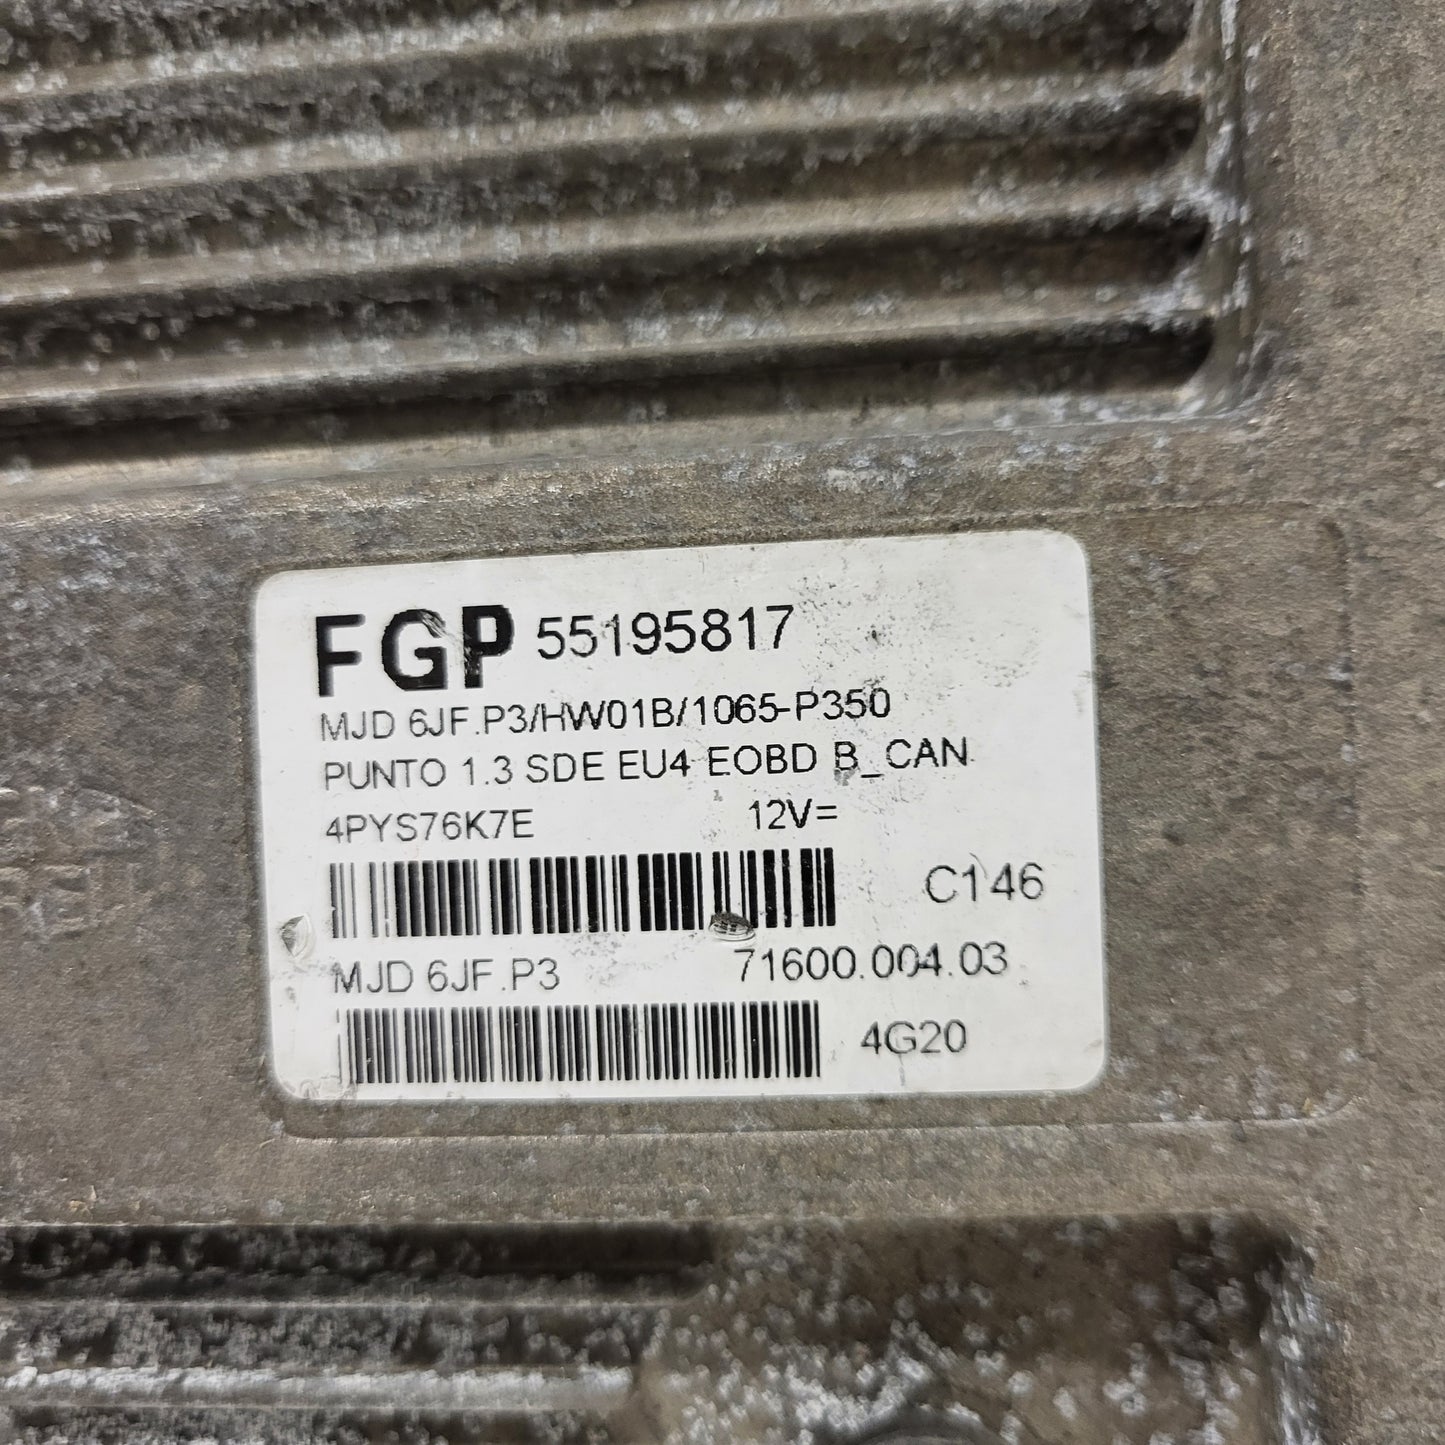 FGP 55195817
MJD 6JF.P3/HW01B/1065-P350
PUNTO 1.3 SDE EU4 EOBD B_CAN
4PYS76K7E 12V=
C146
MJD 6JF.P3 71600.004.03
4G20